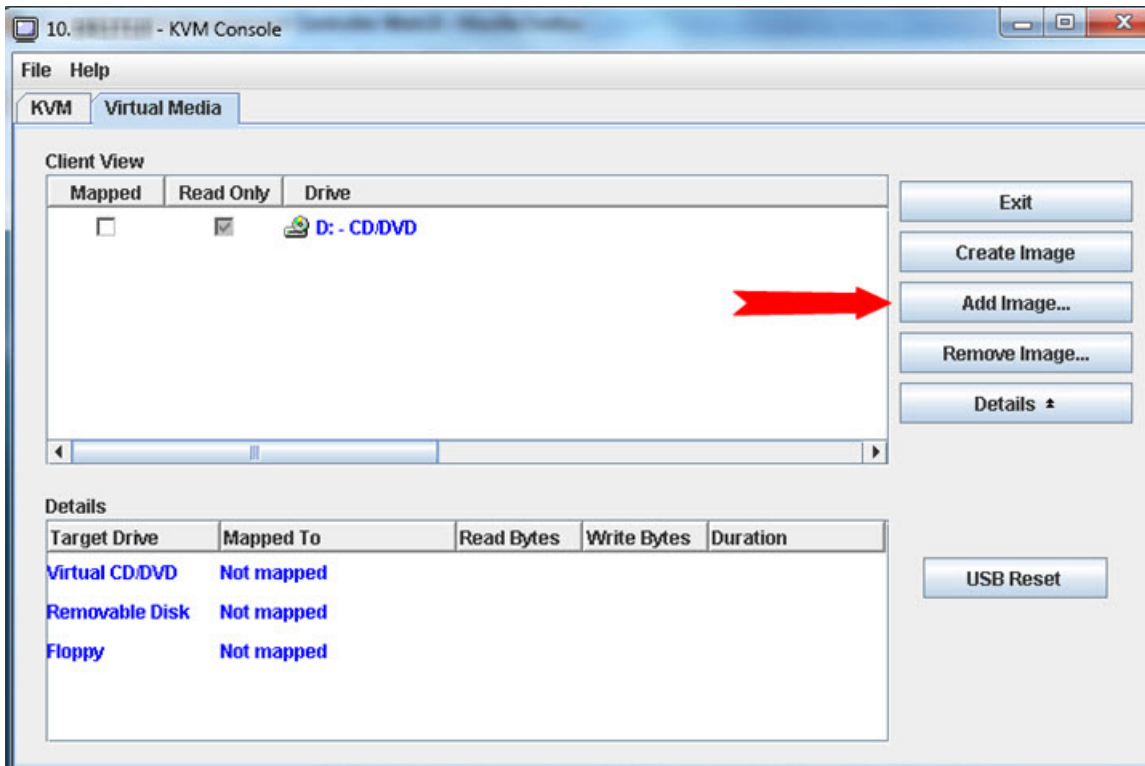 10. - KVM Console
File Help
KVM Virtual Media
Client View
Mapped Read Only Drive
D: - CD/DVD
Exit
Create Image
Add Image...
Remove Image...
Details
Details
Target Drive Mapped To Read Bytes Write Bytes Duration
Virtual CD/DVD Not mapped
Removable Disk Not mapped
Floppy Not mapped
USB Reset